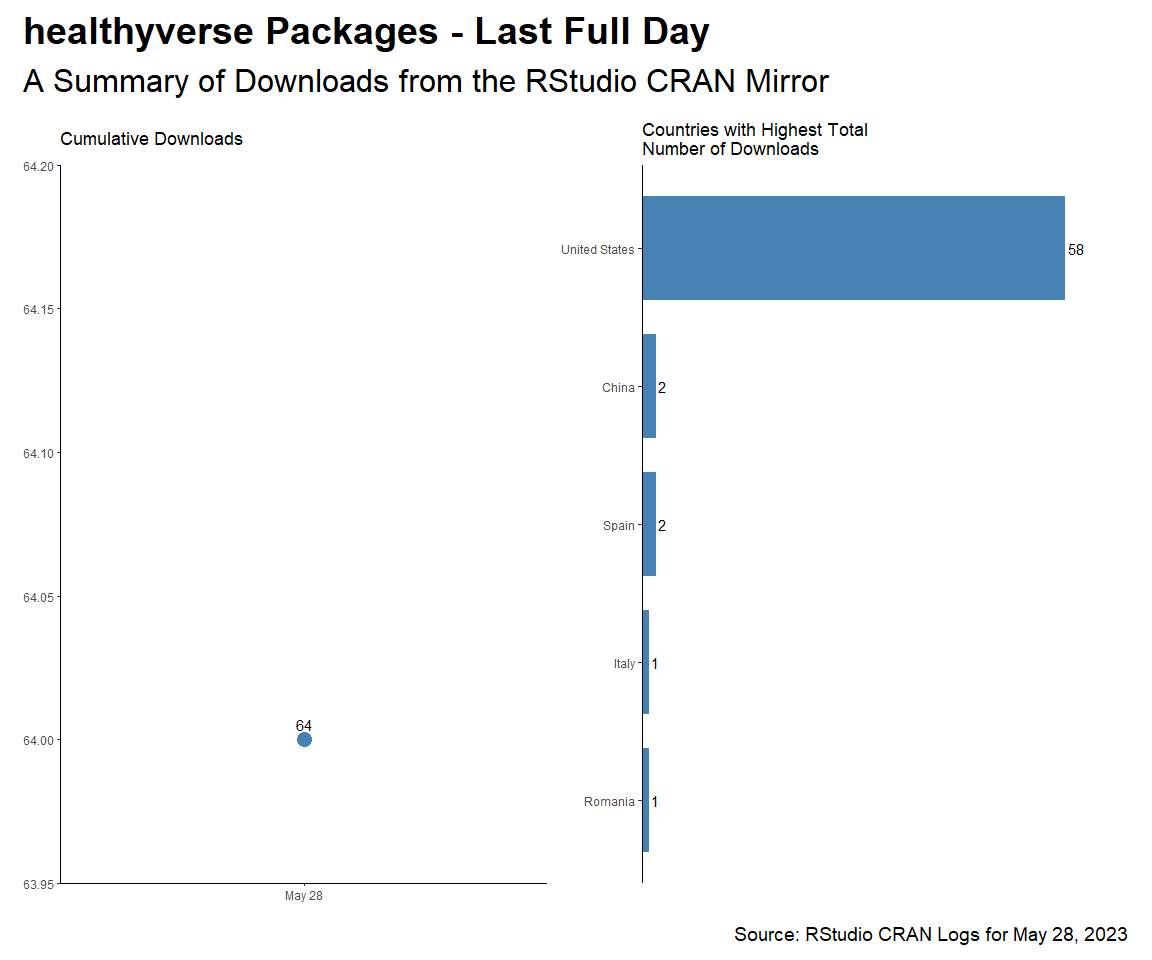 healthyverse Packages - Last Full Day
A Summary of Downloads from the RStudio CRAN Mirror
Cumulative Downloads
64.20
64.15
64.10
64.05
64.00
63.95
64
May 28
Countries with Highest Total
Number of Downloads
United States 58
China 2
Spain 2
Italy 1
Romania 1
Source: RStudio CRAN Logs for May 28, 2023